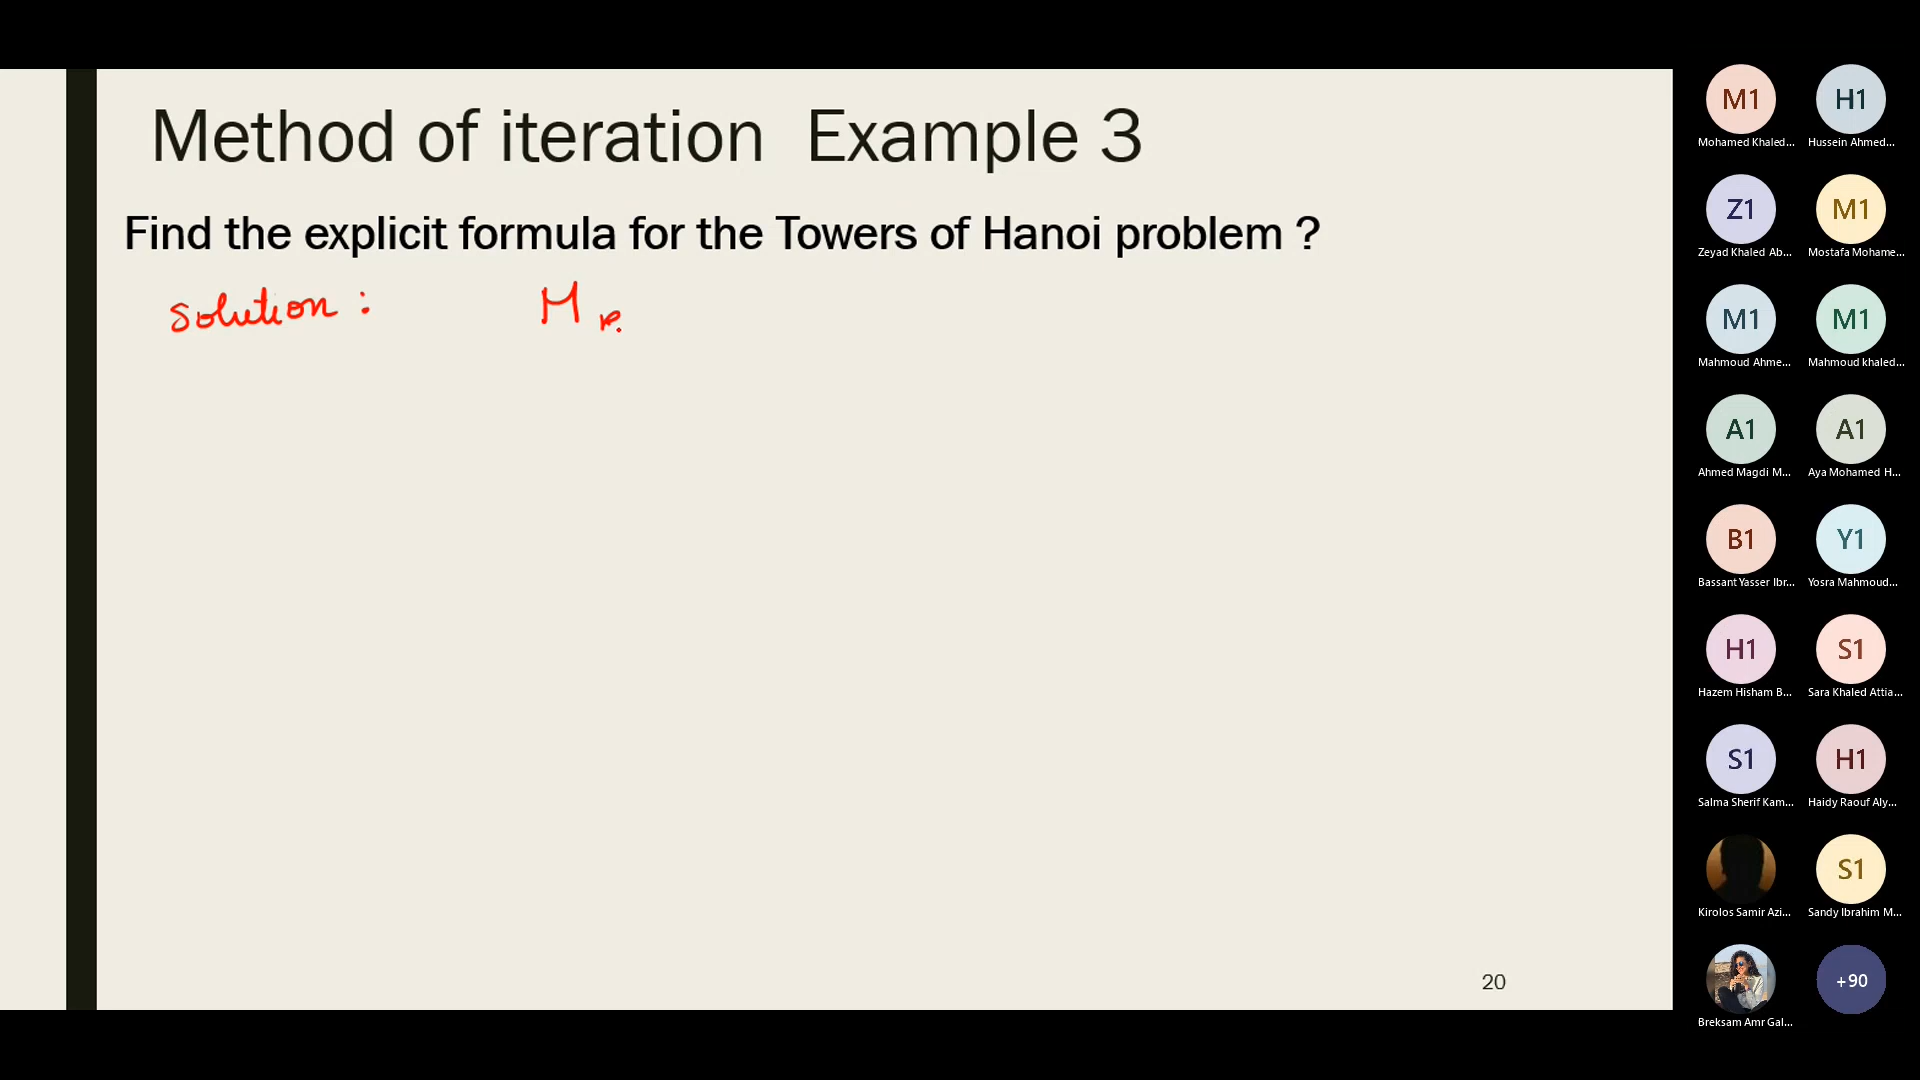 Method of iteration Example 3
Find the explicit formula for the Towers of Hanoi problem ?
Solution : M
20
M1 H1
Mohamed Khaled... Hussein Ahmed...
Z1 M1
Zeyad Khaled Ab... Mostafa Mohame...
M1 M1
Mahmoud Ahme... Mahmoud khaled...
A1 A1
Ahmed Magdi M... Aya Mohamed H...
B1 Y1
Bassant Yasser Ibr... Yosra Mahmoud...
H1 S1
Hazem Hisham B... Sara Khaled Attia...
S1 H1
Salma Sherif Kam... Haidy Raouf Aly...
S1
Kirolos Samir Azi... Sandy Ibrahim M...
+90
Breksam Amr Gal...